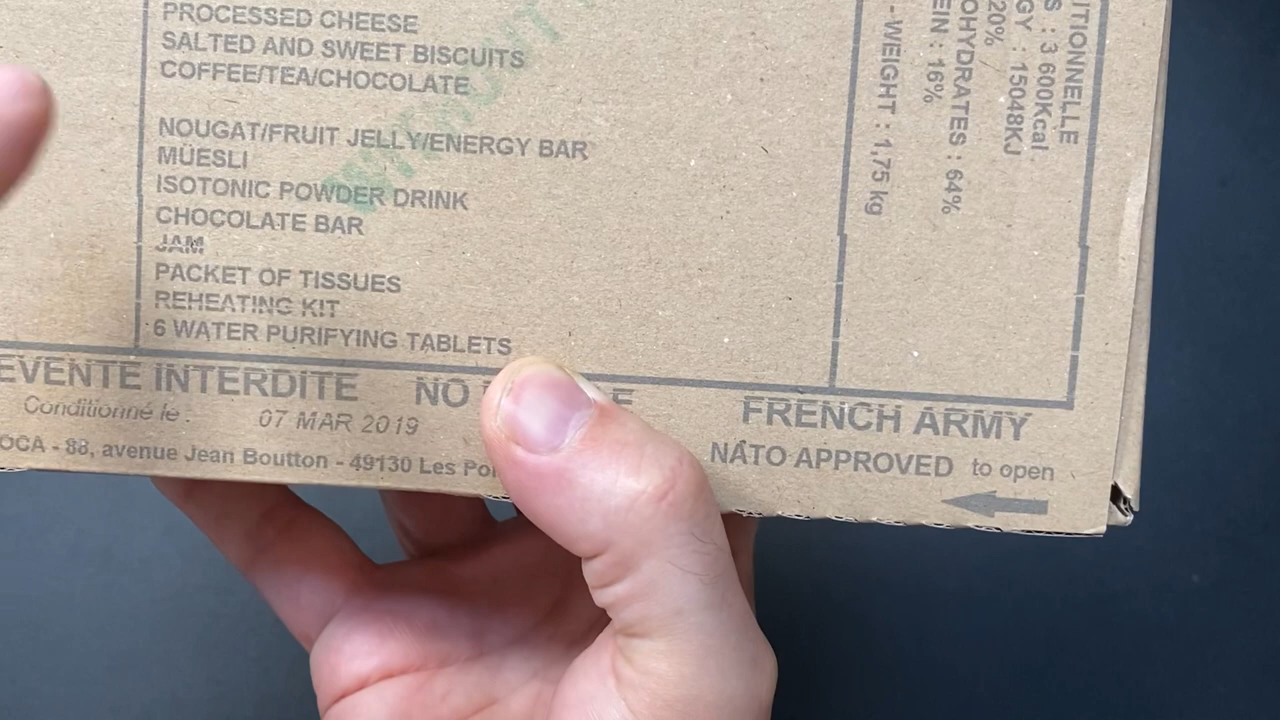 PROCESSED CHEESE
SALTED AND SWEET BISCUITS
COFFEE/TEA/CHOCOLATE
NOUGAT/FRUIT JELLY/ENERGY BAR
MÜESLI
ISOTONIC POWDER DRINK
CHOCOLATE BAR
JAM
PACKET OF TISSUES
REHEATING KIT
6 WATER PURIFYING TABLETS
ITIONNELLE
S : 3 600Kcal.
GY : 15048KJ
20%
OHYDRATES : 64%
EIN : 16%
- WEIGHT : 1,75 kg
EVENTE INTERDITE NO
FRENCH ARMY
Conditionné le : 07 MAR 2019
NATO APPROVED to open
OCA - 88, avenue Jean Boutton - 49130 Les Po